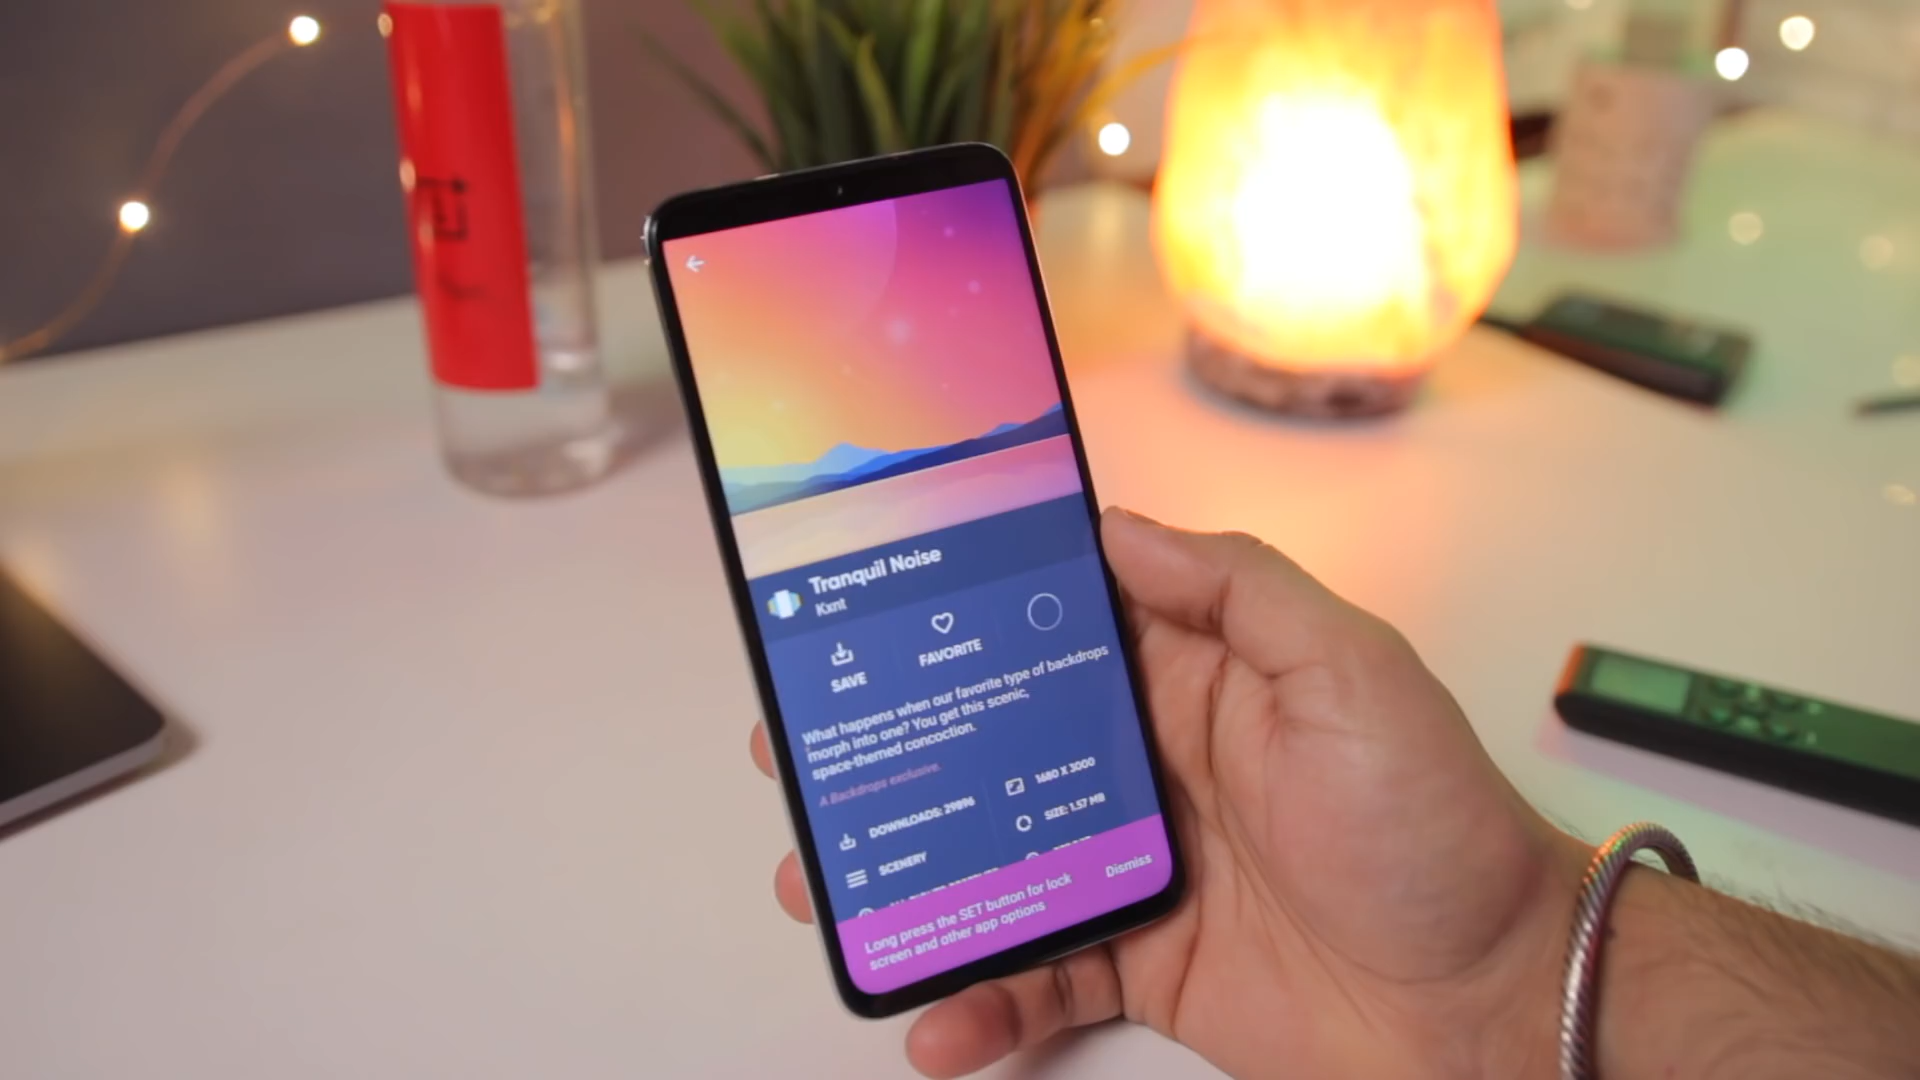 Tranquil Noise
Kxnt
SAVE
FAVORITE
What happens when our favorite type of backdrops
morph into one? You get this scenic,
space-themed concoction.
A Backdrops exclusive.
DOWNLOADS: 29896
1680 X 3000
SCENERY
SIZE: 1.57 MB
Long press the SET button for lock
screen and other app options
Dismiss